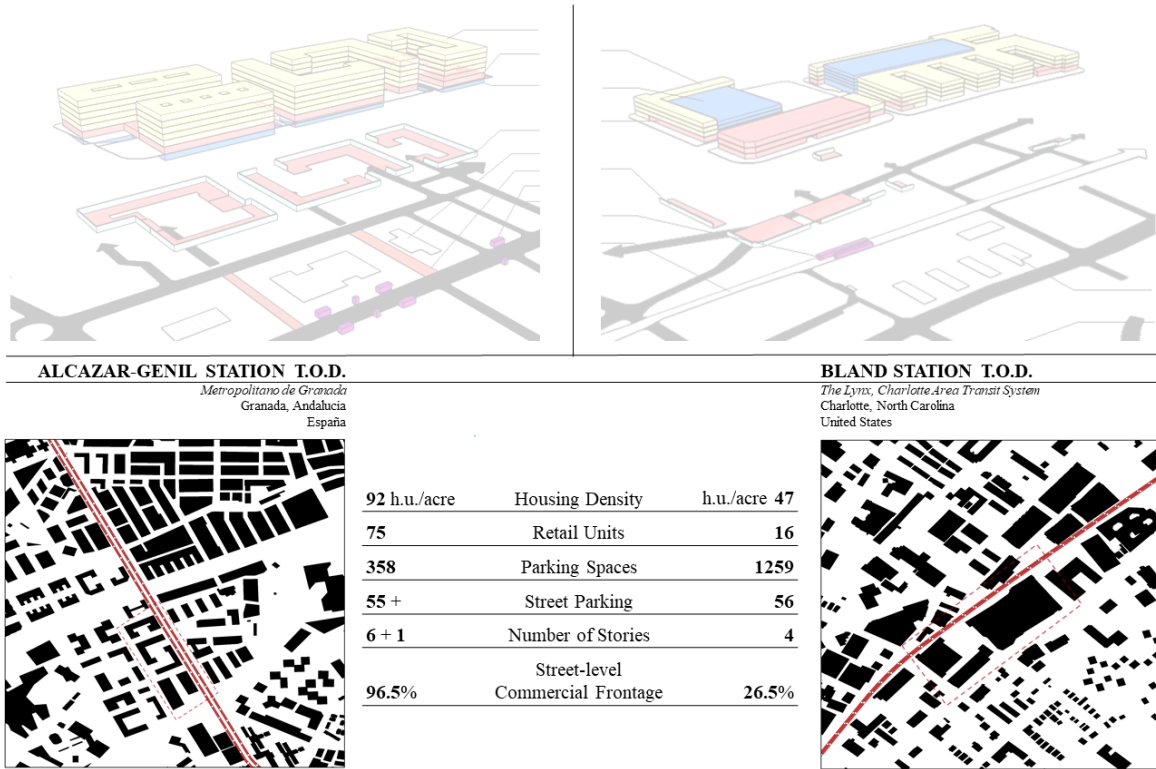 ALCAZAR-GENIL STATION T.O.D.
Metropolitano de Granada
Granada, Andalucia
España
BLAND STATION T.O.D.
The Lynx, Charlotte Area Transit System
Charlotte, North Carolina
United States
92 h.u./acre Housing Density h.u./acre 47
75 Retail Units 16
358 Parking Spaces 1259
55 + Street Parking 56
6 + 1 Number of Stories 4
Street-level
96.5% Commercial Frontage 26.5%